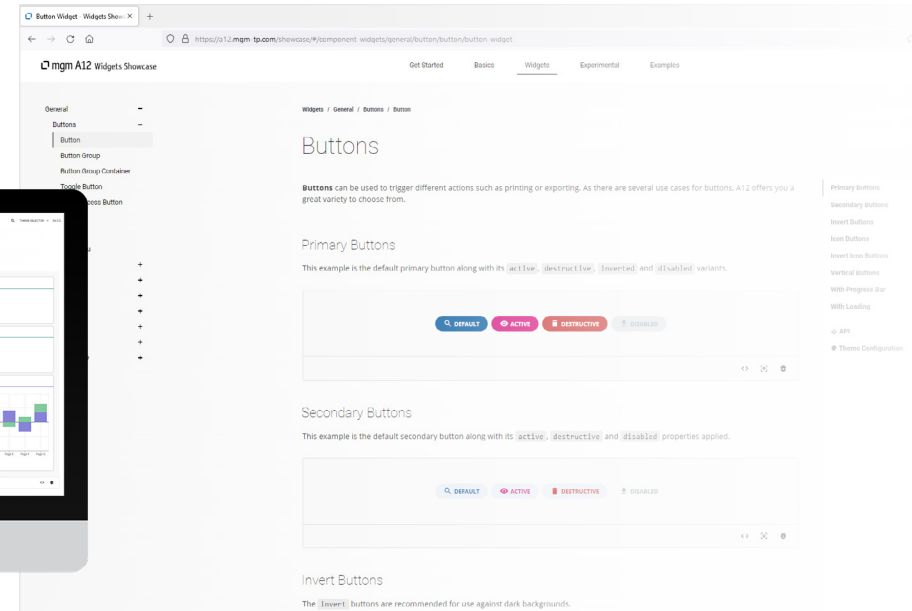 Button Widget - Widgets Show
https://a12.mgm-tp.com/showcase/#/component-widgets/general/button/button/button-widget
mgm A12 Widgets Showcase
Get Started
Basics
Widgets
Experimental
Examples
General
Buttons
Button
Button Group
Button Group Container
Toggle Button
cess Button
Widgets / General / Buttons / Button
Buttons
Buttons can be used to trigger different actions such as printing or exporting. As there are several use cases for buttons, A12 offers you a
great variety to choose from.
Primary Buttons
This example is the default primary button along with its active, destructive, inverted and disabled variants.
DEFAULT
ACTIVE
DESTRUCTIVE
DISABLED
Secondary Buttons
This example is the default secondary button along with its active, destructive and disabled properties applied.
DEFAULT
ACTIVE
DESTRUCTIVE
DISABLED
Invert Buttons
The Invert buttons are recommended for use against dark backgrounds.
Primary Buttons
Secondary Buttons
Invert Buttons
Icon Buttons
Invert Icon Buttons
Vertical Buttons
With Progress Bar
With Loading
API
Theme Configuration
THEME SELECTOR